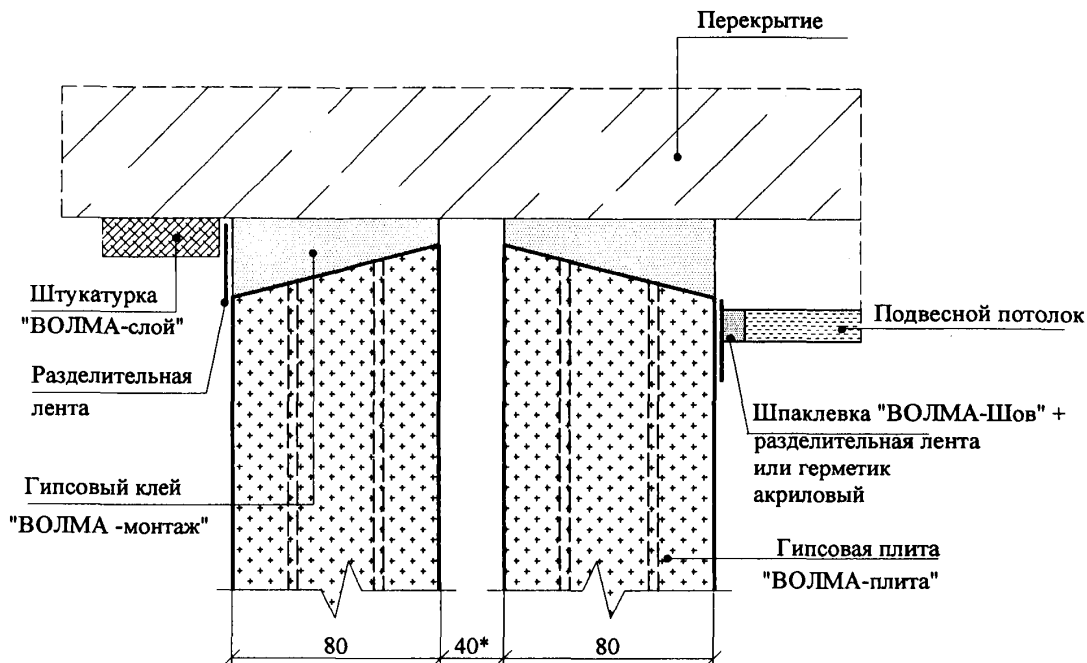 Перекрытие
Штукатурка
"ВОЛМА-слой"
Разделительная
лента
Гипсовый клей
"ВОЛМА -монтаж"
Подвесной потолок
Шпаклевка "ВОЛМА-Шов" +
разделительная лента
или герметик
акриловый
Гипсовая плита
"ВОЛМА-плита"
80
40*
80